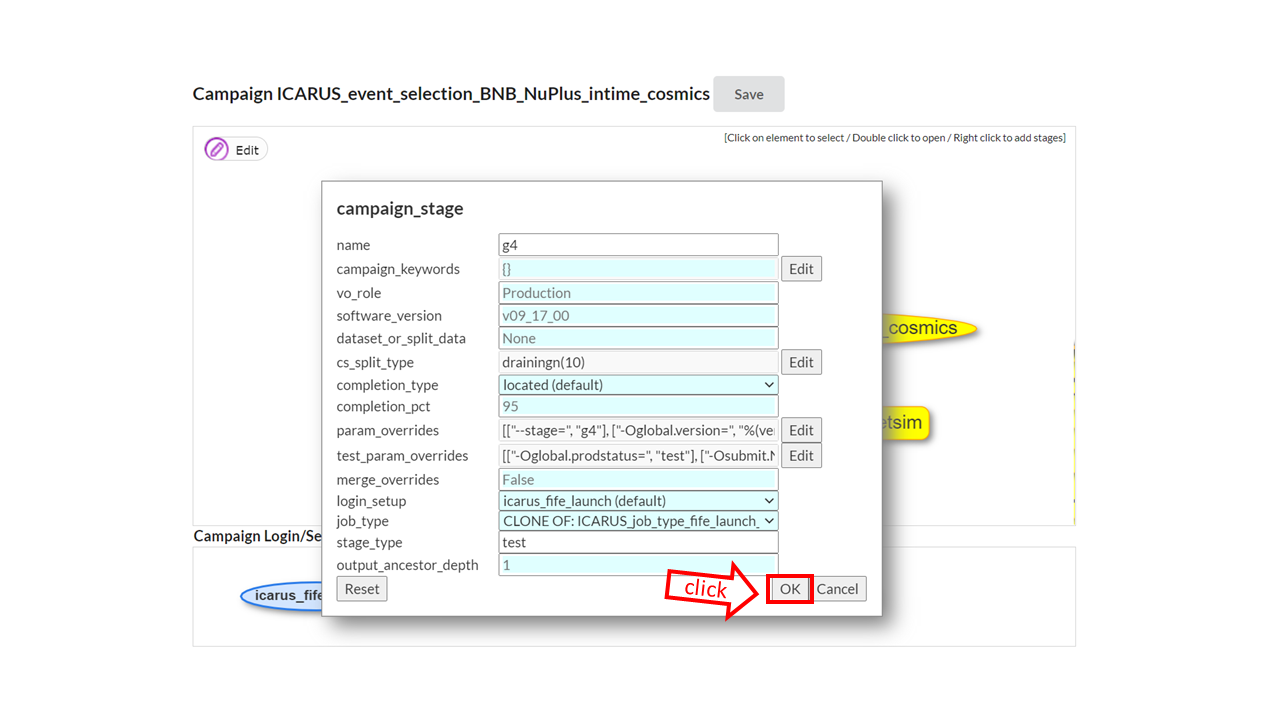 Campaign ICARUS_event_selection_BNB_NuPlus_intime_cosmics Save
[Click on element to select / Double click to open / Right click to add stages]
Edit
campaign_stage
name g4
campaign_keywords {} Edit
vo_role Production
software_version v09_17_00
dataset_or_split_data None
_cosmics
cs_split_type drainingn(10) Edit
completion_type located (default)
completion_pct 95
etsim
param_overrides [["--stage=", "g4"], ["-Oglobal.version=", "%(ve Edit
test_param_overrides [["-Oglobal.prodstatus=", "test"], ["-Osubmit.N Edit
merge_overrides False
login_setup icarus_fife_launch (default)
job_type CLONE OF: ICARUS_job_type_fife_launch_
Campaign Login/Se
stage_type test
output_ancestor_depth 1
Reset click OK Cancel
icarus_fife